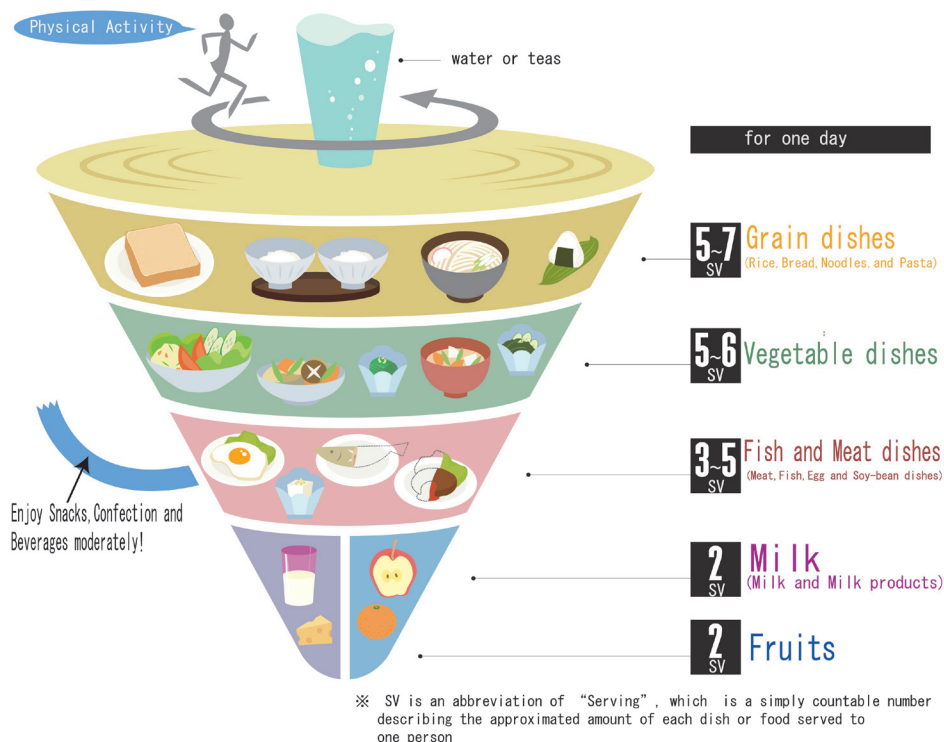 Physical Activity
water or teas
for one day
5~7
SV
Grain dishes
(Rice, Bread, Noodles, and Pasta)
5~6
SV
Vegetable dishes
3~5
SV
Fish and Meat dishes
(Meat, Fish, Egg and Soy-bean dishes)
Enjoy Snacks, Confection and
Beverages moderately!
2
SV
Milk
(Milk and Milk products)
2
SV
Fruits
※ SV is an abbreviation of “Serving”, which is a simply countable number
describing the approximated amount of each dish or food served to
one person